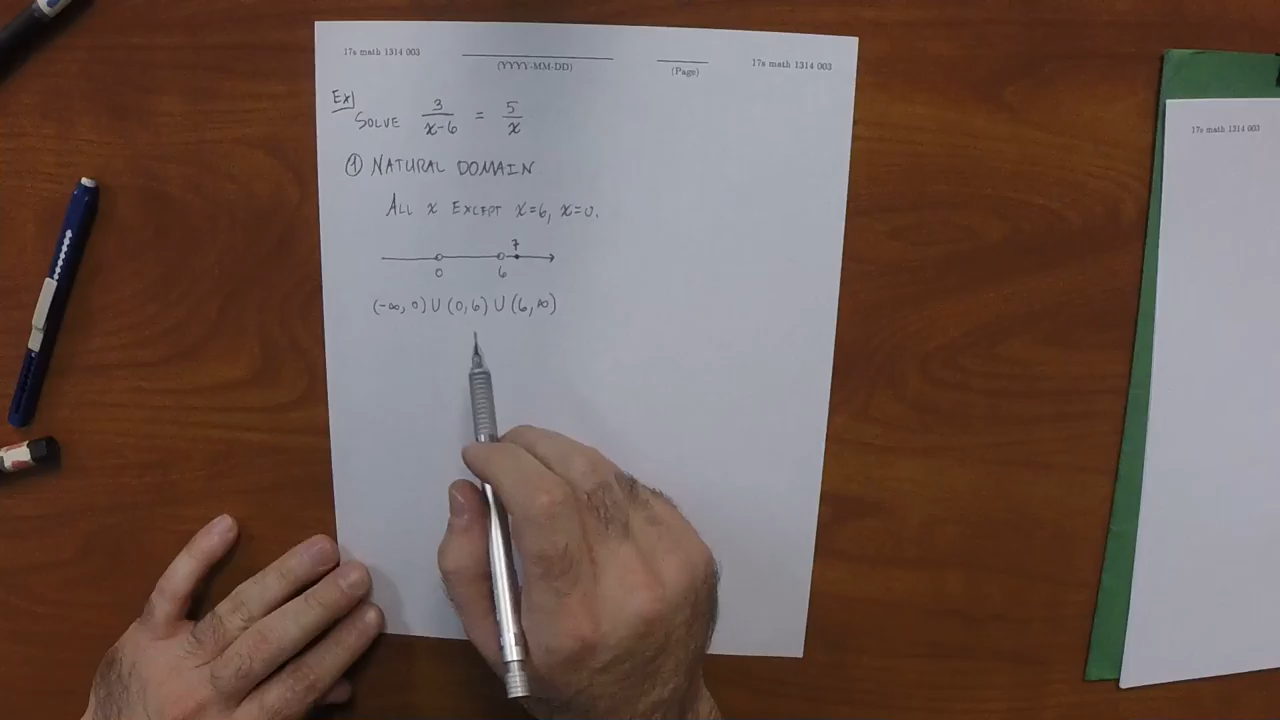 17s math 1314 003 (YYYY-MM-DD) (Page) 17s math 1314 003
Ex
SOLVE 3/(x-6) = 5/x
① NATURAL DOMAIN
ALL x EXCEPT x=6, x=0.
7
0 6
(-∞, 0) ∪ (0, 6) ∪ (6, ∞)
17s math 1314 003